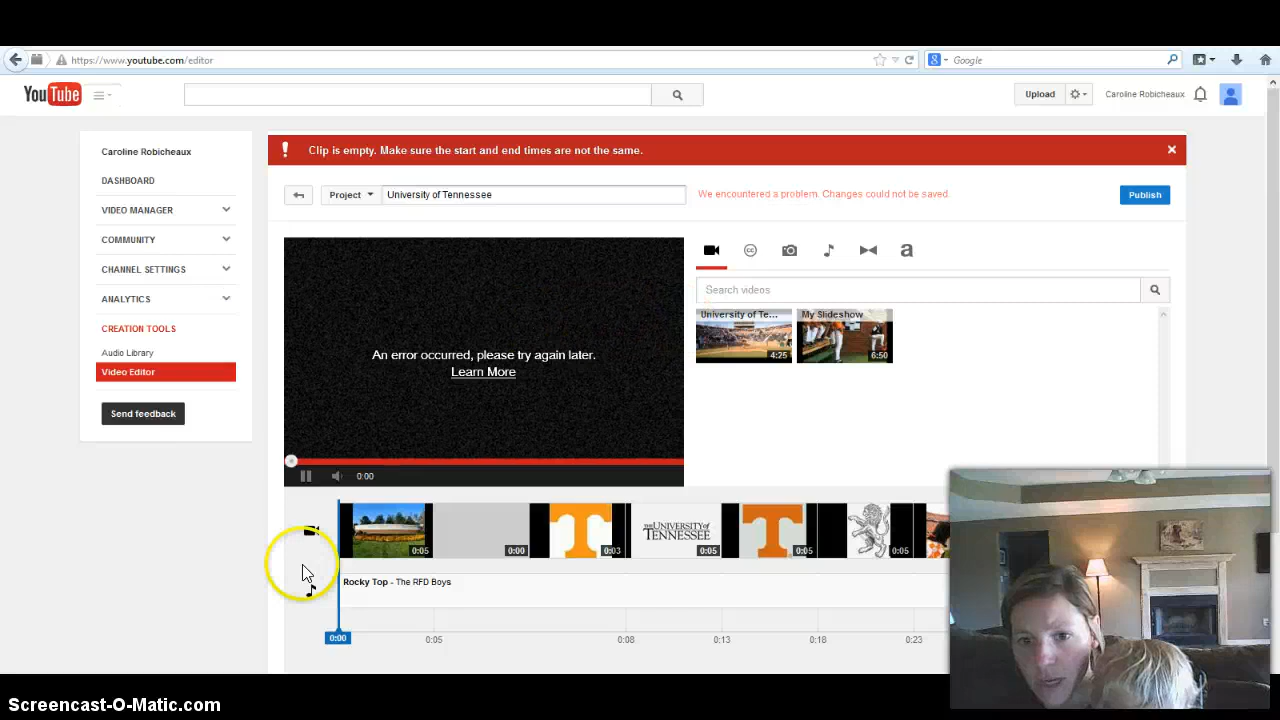 https://www.youtube.com/editor
Google
YouTube
Upload
Caroline Robicheaux
Caroline Robicheaux
DASHBOARD
VIDEO MANAGER
COMMUNITY
CHANNEL SETTINGS
ANALYTICS
CREATION TOOLS
Audio Library
Video Editor
Send feedback
! Clip is empty. Make sure the start and end times are not the same.
Project
University of Tennessee
We encountered a problem. Changes could not be saved.
Publish
An error occurred, please try again later.
Learn More
0:00
cc
a
Search videos
University of Te...
4:25
My Slideshow
6:50
0:05
0:00
T
0:03
THE UNIVERSITY of
TENNESSEE
0:05
T
0:05
0:05
Rocky Top - The RFD Boys
0:00
0:05
0:08
0:13
0:18
0:23
Screencast-O-Matic.com